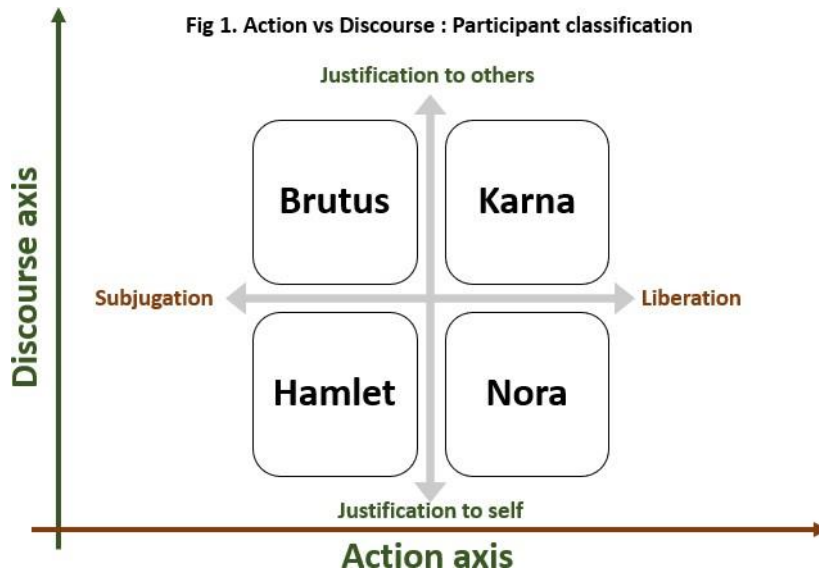 Fig 1. Action vs Discourse : Participant classification
Justification to others
Discourse axis
Brutus
Karna
Subjugation
Liberation
Hamlet
Nora
Justification to self
Action axis